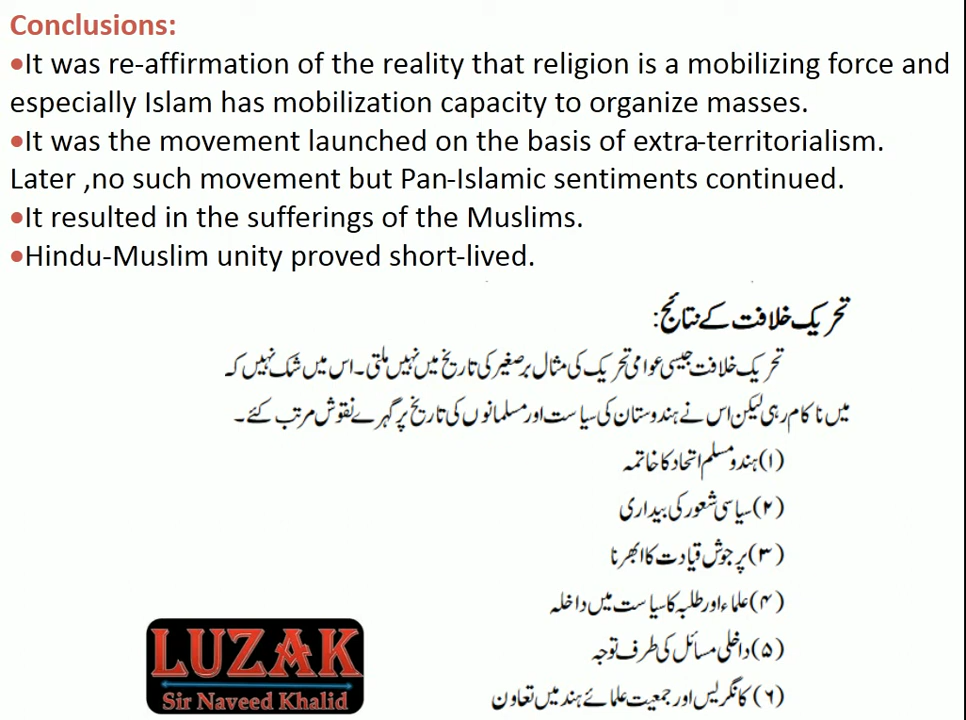 Conclusions:
•It was re-affirmation of the reality that religion is a mobilizing force and
especially Islam has mobilization capacity to organize masses.
•It was the movement launched on the basis of extra-territorialism.
Later ,no such movement but Pan-Islamic sentiments continued.
•It resulted in the sufferings of the Muslims.
•Hindu-Muslim unity proved short-lived.
تحریک خلافت کے نتائج:
تحریک خلافت جیسی عوامی تحریک کی مثال برصغیر کی تاریخ میں نہیں ملتی۔ اس میں شک نہیں کہ
میں ناکام رہی لیکن اس نے ہندوستان کی سیاست اور مسلمانوں کی تاریخ پر گہرے نقوش مرتب کئے۔
(۱) ہندو مسلم اتحاد کا خاتمہ
(۲) سیاسی شعور کی بیداری
(۳) پر جوش قیادت کا ابھرنا
(۴) علماء اور طلبہ کا سیاست میں داخلہ
(۵) داخلی مسائل کی طرف توجہ
(۶) کانگریس اور جمعیت علمائے ہند میں تعاون
LUZAK
Sir Naveed Khalid